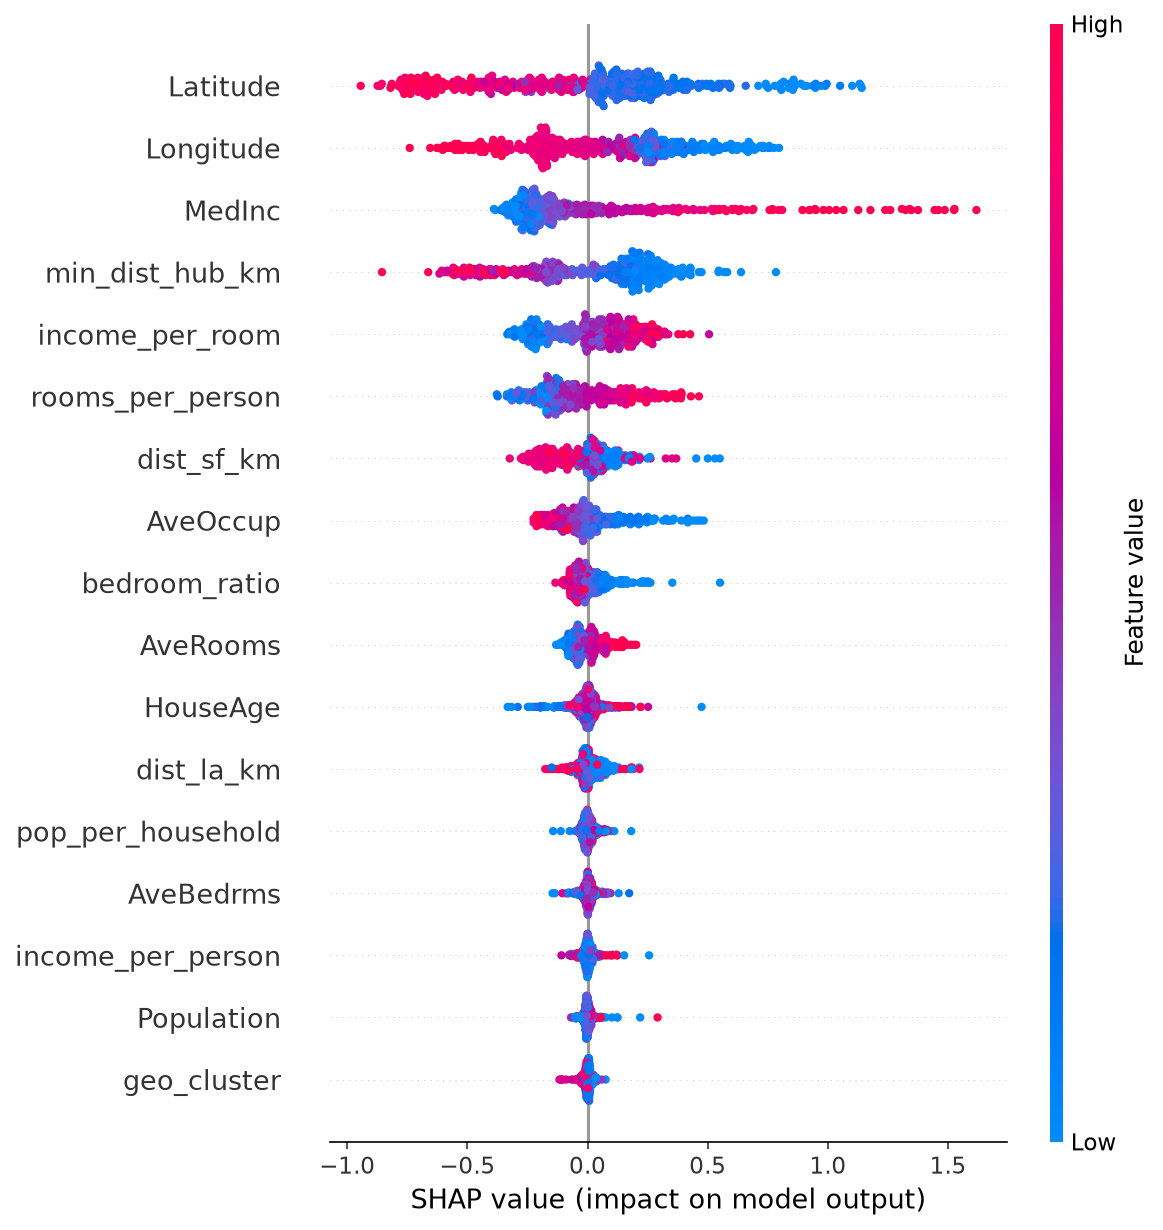 High
Latitude
Longitude
MedInc
min_dist_hub_km
income_per_room
rooms_per_person
dist_sf_km
AveOccup
bedroom_ratio
AveRooms
HouseAge
dist_la_km
pop_per_household
AveBedrms
income_per_person
Population
geo_cluster
Feature value
Low
−1.0 −0.5 0.0 0.5 1.0 1.5
SHAP value (impact on model output)